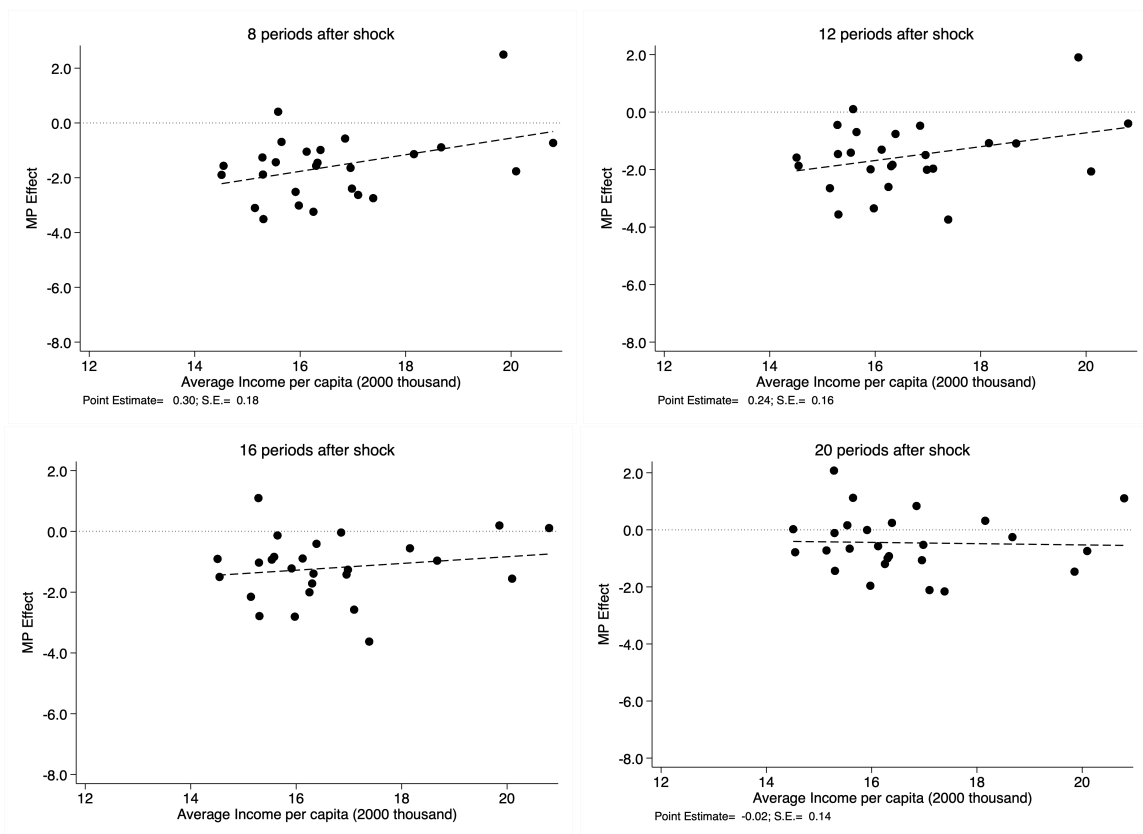 8 periods after shock
2.0
0.0
-2.0
-4.0
-6.0
-8.0
MP Effect
12 14 16 18 20
Average Income per capita (2000 thousand)
Point Estimate= 0.30; S.E.= 0.18
12 periods after shock
2.0
0.0
-2.0
-4.0
-6.0
-8.0
MP Effect
12 14 16 18 20
Average Income per capita (2000 thousand)
Point Estimate= 0.24; S.E.= 0.16
16 periods after shock
2.0
0.0
-2.0
-4.0
-6.0
-8.0
MP Effect
12 14 16 18 20
Average Income per capita (2000 thousand)
20 periods after shock
2.0
0.0
-2.0
-4.0
-6.0
-8.0
MP Effect
12 14 16 18 20
Average Income per capita (2000 thousand)
Point Estimate= -0.02; S.E.= 0.14